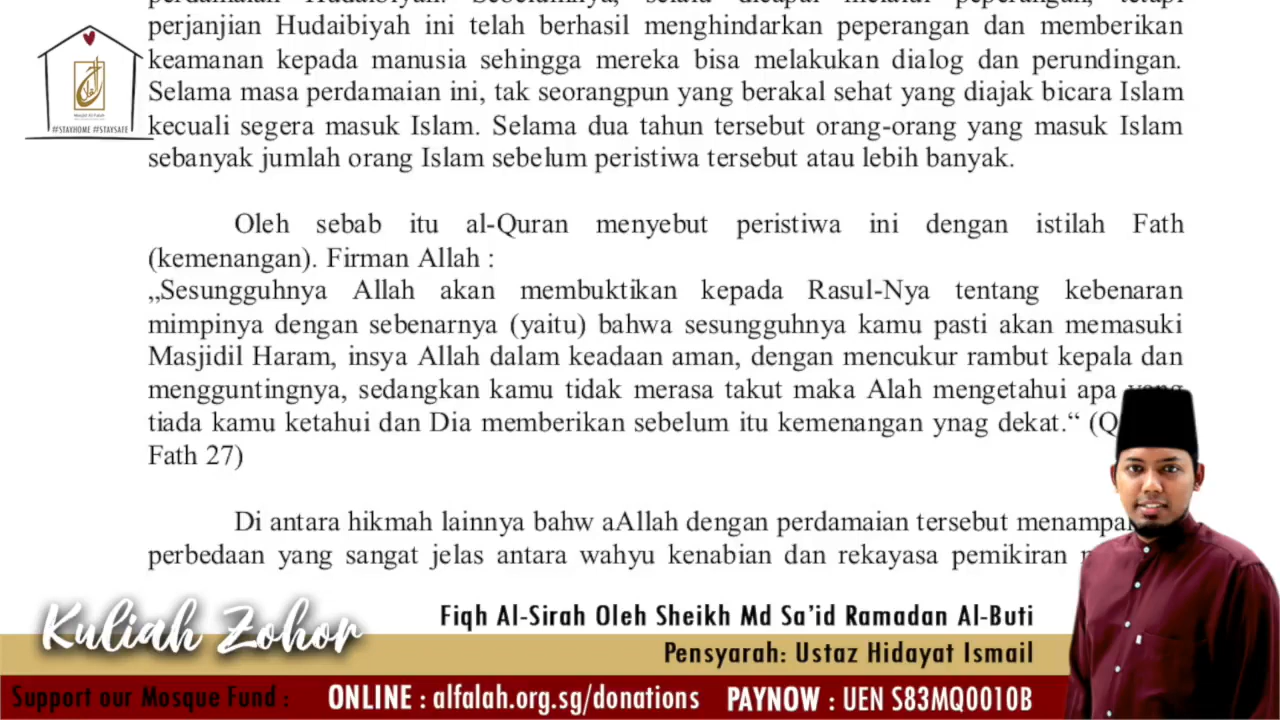 perdamaian Hudaibiyah. Sebelumnya, selalu dicapai melalui peperangan, tetapi
perjanjian Hudaibiyah ini telah berhasil menghindarkan peperangan dan memberikan
keamanan kepada manusia sehingga mereka bisa melakukan dialog dan perundingan.
Selama masa perdamaian ini, tak seorangpun yang berakal sehat yang diajak bicara Islam
kecuali segera masuk Islam. Selama dua tahun tersebut orang-orang yang masuk Islam
sebanyak jumlah orang Islam sebelum peristiwa tersebut atau lebih banyak.
#STAYHOME #STAYSAFE
Oleh sebab itu al-Quran menyebut peristiwa ini dengan istilah Fath
(kemenangan). Firman Allah :
„Sesungguhnya Allah akan membuktikan kepada Rasul-Nya tentang kebenaran
mimpinya dengan sebenarnya (yaitu) bahwa sesungguhnya kamu pasti akan memasuki
Masjidil Haram, insya Allah dalam keadaan aman, dengan mencukur rambut kepala dan
mengguntingnya, sedangkan kamu tidak merasa takut maka Alah mengetahui apa yang
tiada kamu ketahui dan Dia memberikan sebelum itu kemenangan ynag dekat.“ (Q
Fath 27)
Di antara hikmah lainnya bahw aAllah dengan perdamaian tersebut
perbedaan yang sangat jelas antara wahyu kenabian dan rekayasa pemikiran
Kuliah Zohor
Fiqh Al-Sirah Oleh Sheikh Md Sa'id Ramadan Al-Buti
Pensyarah: Ustaz Hidayat Ismail
Support our Mosque Fund : ONLINE : alfalah.org.sg/donations PAYNOW : UEN S83MQ0010B